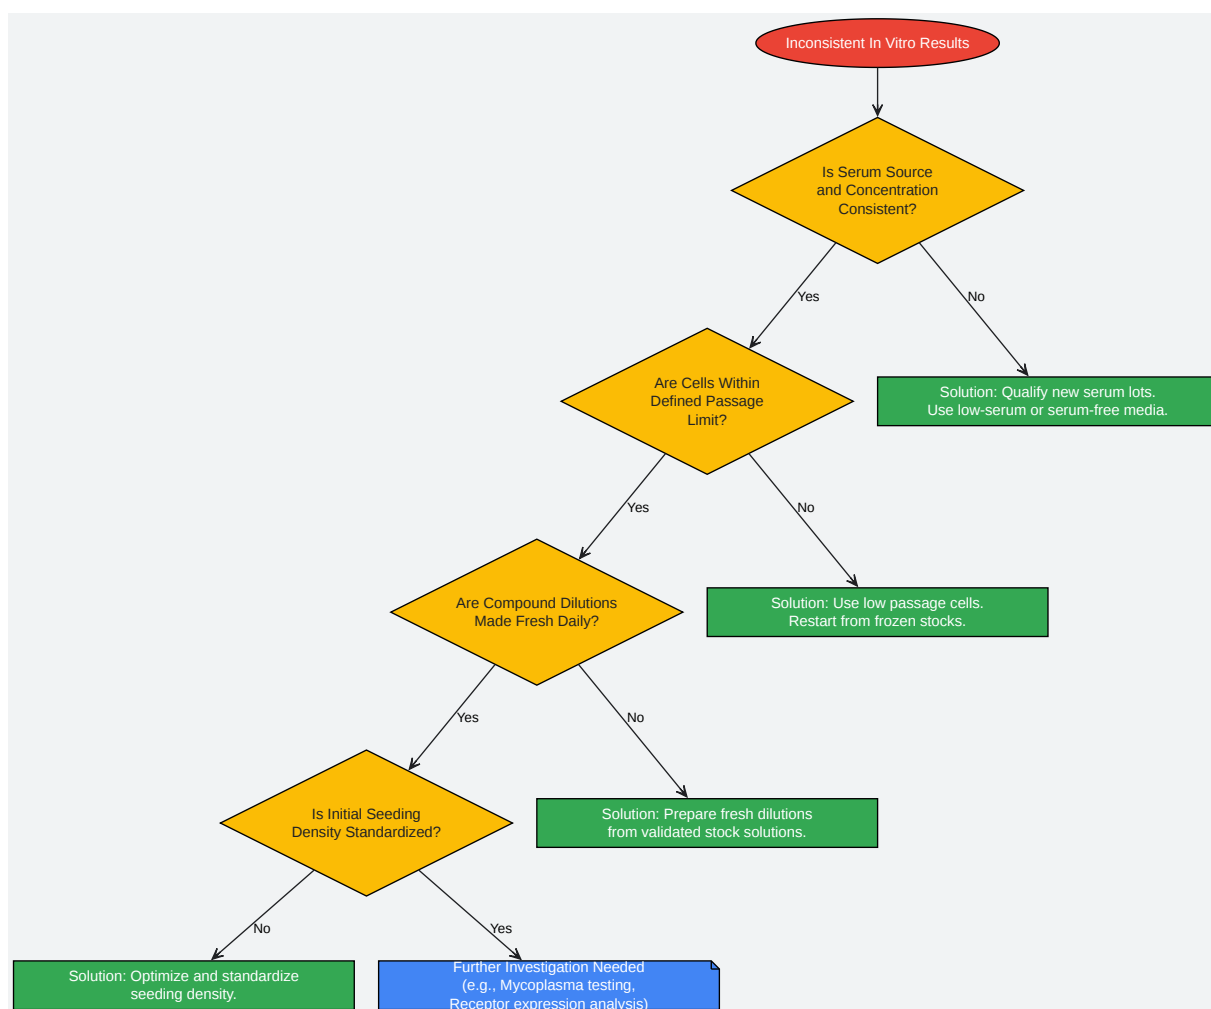 Inconsistent In Vitro Results
Is Serum Source
and Concentration
Consistent?
Yes
No
Are Cells Within
Defined Passage
Limit?
Solution: Qualify new serum lots.
Use low-serum or serum-free media.
Yes
No
Are Compound Dilutions
Made Fresh Daily?
Solution: Use low passage cells.
Restart from frozen stocks.
Yes
No
Is Initial Seeding
Density Standardized?
Solution: Prepare fresh dilutions
from validated stock solutions.
No
Yes
Solution: Optimize and standardize
seeding density.
Further Investigation Needed
(e.g., Mycoplasma testing,
Receptor expression analysis)